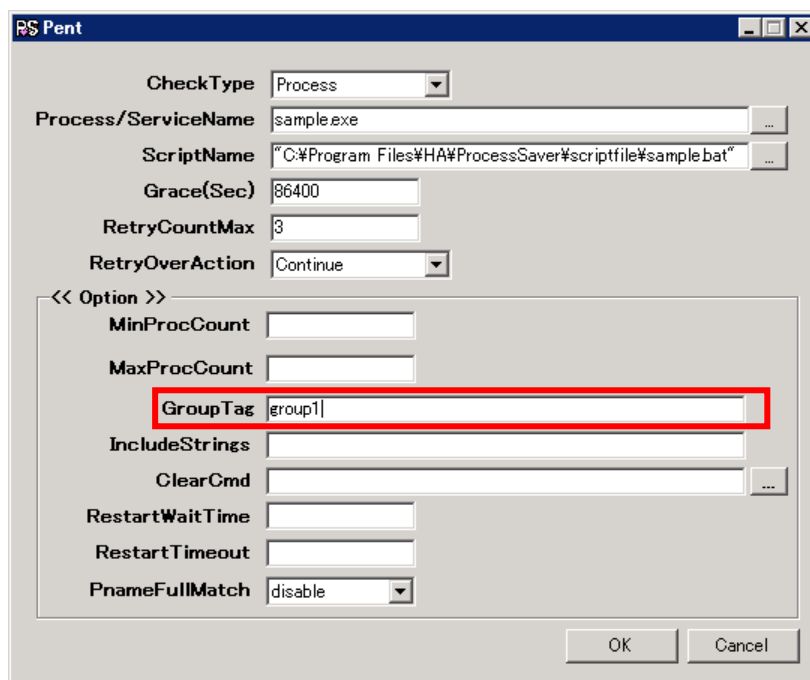 PS Pent
CheckType Process
Process/ServiceName sample.exe ...
ScriptName "C:¥Program Files¥HA¥ProcessSaver¥scriptfile¥sample.bat" ...
Grace(Sec) 86400
RetryCountMax 3
RetryOverAction Continue
<< Option >>
MinProcCount
MaxProcCount
GroupTag group1
IncludeStrings
ClearCmd ...
RestartWaitTime
RestartTimeout
PnameFullMatch disable
OK Cancel